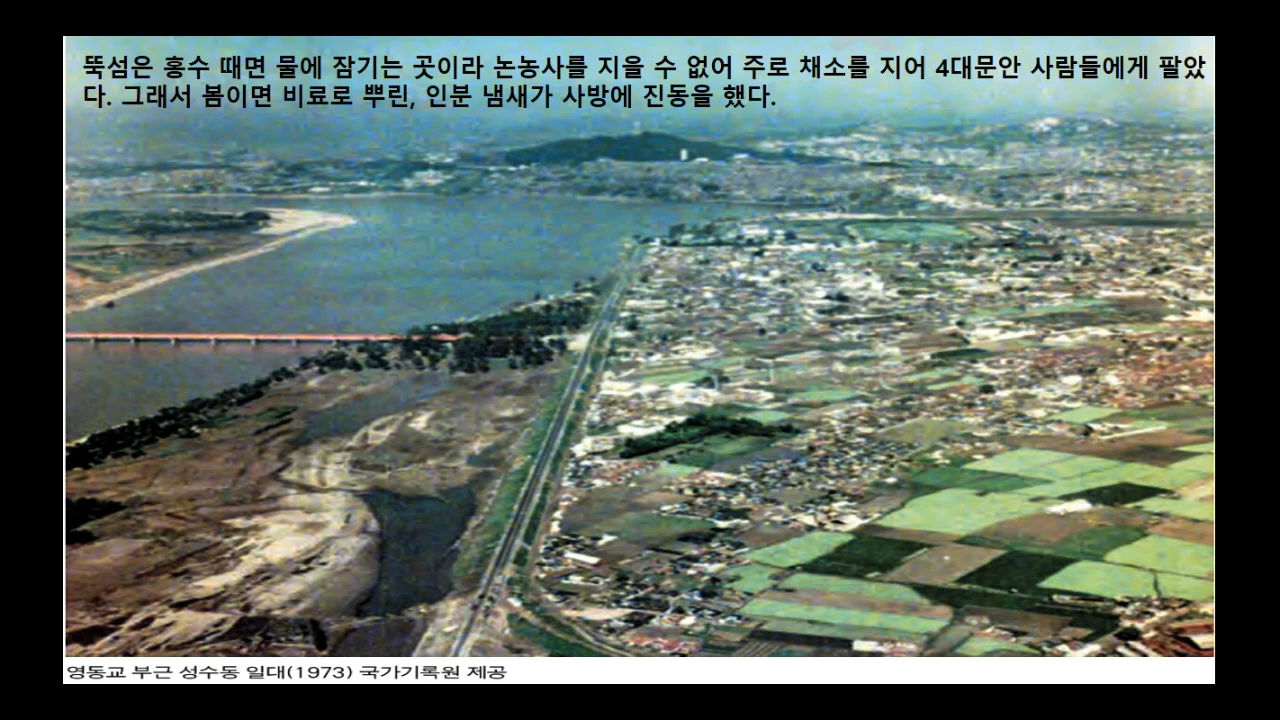 뚝섬은 홍수 때면 물에 잠기는 곳이라 논농사를 지을 수 없어 주로 채소를 지어 4대문안 사람들에게 팔았
다. 그래서 봄이면 비료로 뿌린, 인분 냄새가 사방에 진동을 했다.
영동교 부근 성수동 일대(1973) 국가기록원 제공